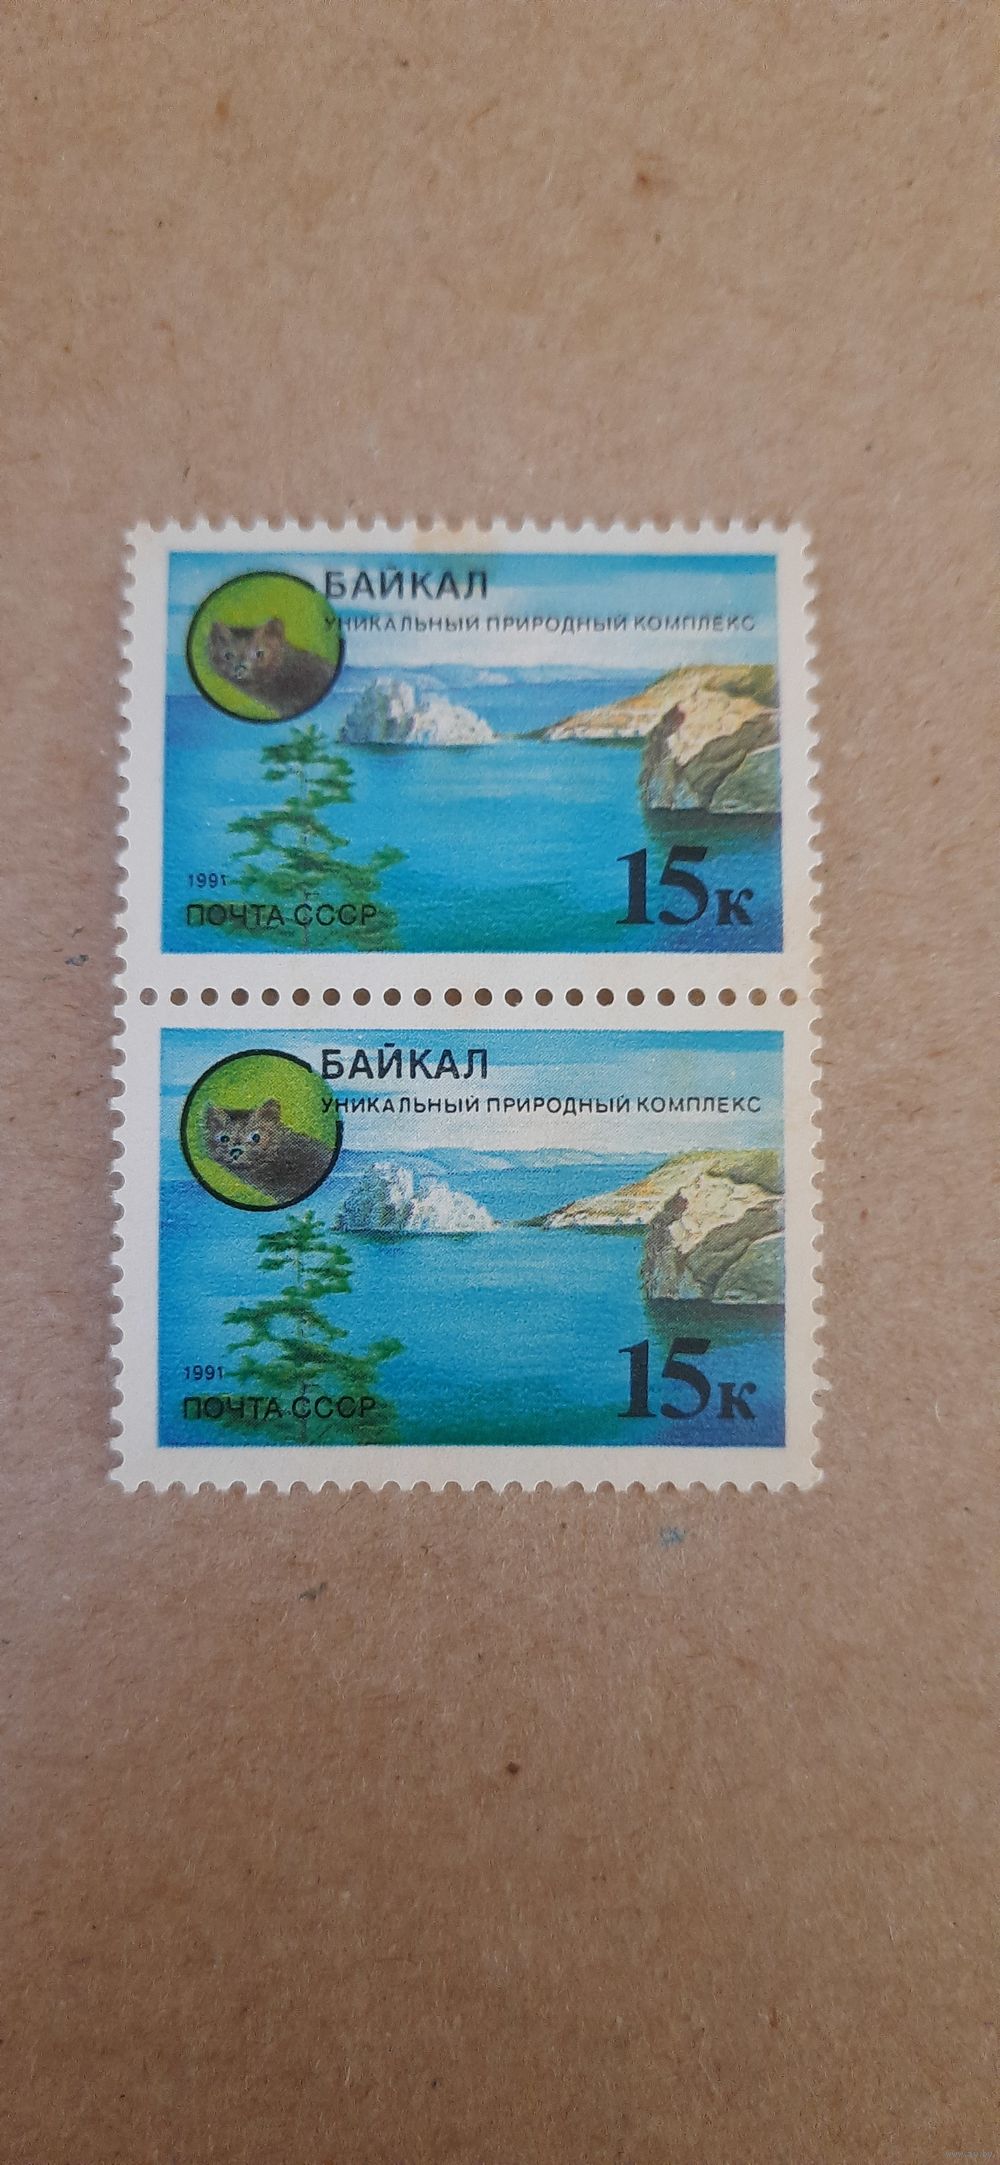 БАЙКАЛ
УНИКАЛЬНЫЙ ПРИРОДНЫЙ КОМПЛЕКС
1991
ПОЧТА СССР
15к
БАЙКАЛ
УНИКАЛЬНЫЙ ПРИРОДНЫЙ КОМПЛЕКС
1991
ПОЧТА СССР
15к